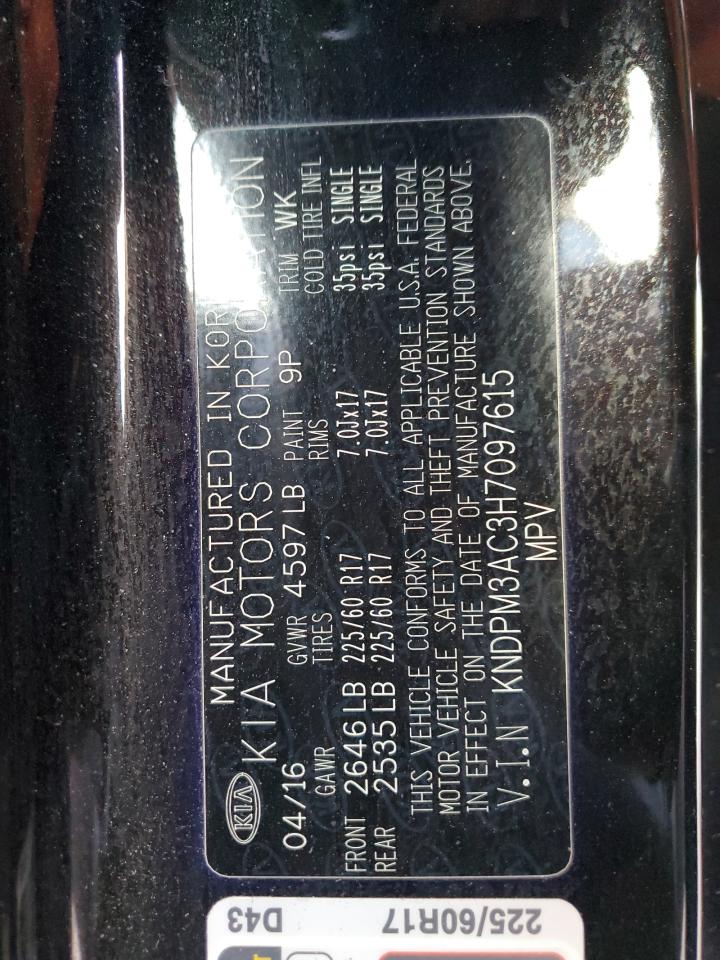 MANUFACTURED IN KOR
KIA KIA MOTORS CORPO TION
04/16 GVWR 4597 LB PAINT 9P TRIM WK
GAWR TIRES RIMS COLD TIRE INFL
FRONT 2646 LB 225/60 R17 7.0Jx17 35psi SINGLE
REAR 2535 LB 225/60 R17 7.0Jx17 35psi SINGLE
THIS VEHICLE CONFORMS TO ALL APPLICABLE U.S.A. FEDERAL
MOTOR VEHICLE SAFETY AND THEFT PREVENTION STANDARDS
IN EFFECT ON THE DATE OF MANUFACTURE SHOWN ABOVE.
V.I.N KNDPM3AC3H7097615
MPV
225/60R17 D43